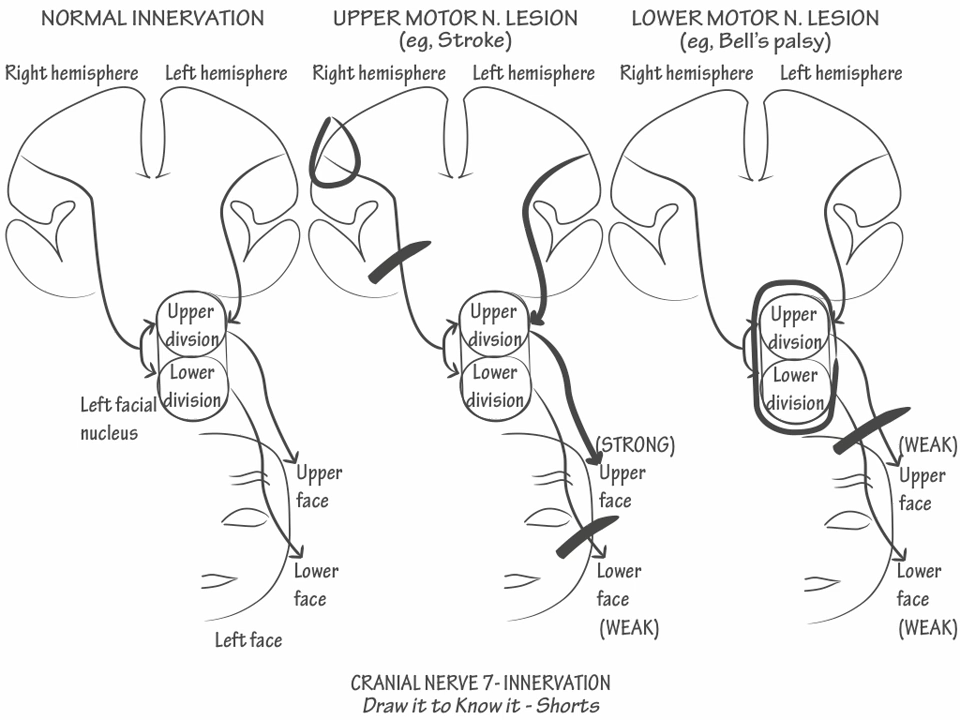 NORMAL INNERVATION
Right hemisphere
Left hemisphere
Upper
divsion
Lower
division
Left facial
nucleus
Upper
face
Lower
face
Left face
UPPER MOTOR N. LESION
(eg, Stroke)
Right hemisphere
Left hemisphere
Upper
divsion
Lower
division
(STRONG)
Upper
face
Lower
face
(WEAK)
LOWER MOTOR N. LESION
(eg, Bell's palsy)
Right hemisphere
Left hemisphere
Upper
divsion
Lower
division
(WEAK)
Upper
face
Lower
face
(WEAK)
CRANIAL NERVE 7- INNERVATION
Draw it to Know it - Shorts